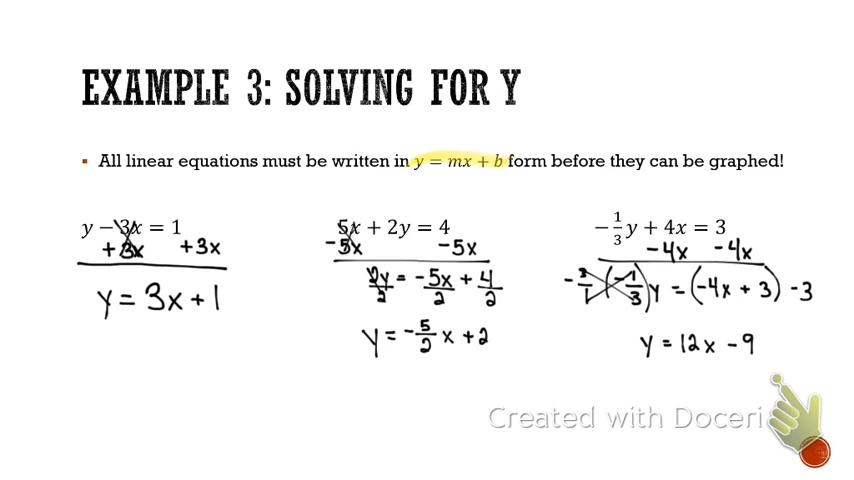 EXAMPLE 3: SOLVING FOR Y
▪ All linear equations must be written in y = mx + b form before they can be graphed!
y − 3x = 1
+3x +3x
y = 3x + 1
5x + 2y = 4
-5x -5x
2y/2 = -5x/2 + 4/2
y = -5/2 x + 2
−1/3 y + 4x = 3
-4x -4x
-3/1 (-1/3) y = (-4x + 3) -3
y = 12x - 9
Created with Doceri